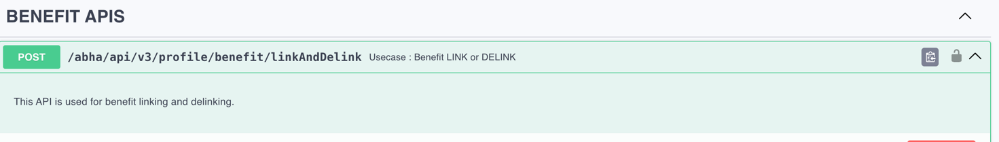 BENEFIT APIS
POST /abha/api/v3/profile/benefit/linkAndDelink Usecase : Benefit LINK or DELINK
This API is used for benefit linking and delinking.